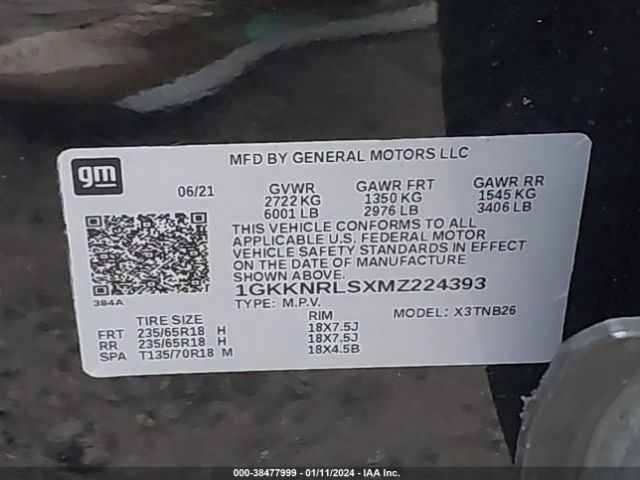 gm
MFD BY GENERAL MOTORS LLC
06/21 GVWR GAWR FRT GAWR RR
2722 KG 1350 KG 1545 KG
6001 LB 2976 LB 3406 LB
THIS VEHICLE CONFORMS TO ALL
APPLICABLE U.S. FEDERAL MOTOR
VEHICLE SAFETY STANDARDS IN EFFECT
ON THE DATE OF MANUFACTURE
SHOWN ABOVE.
384A
1GKKNRLSXMZ224393
TYPE: M.P.V. MODEL: X3TNB26
TIRE SIZE RIM
FRT 235/65R18 H 18X7.5J
RR 235/65R18 H 18X7.5J
SPA T135/70R18 M 18X4.5B
000-38477999 - 01/11/2024 - IAA Inc.